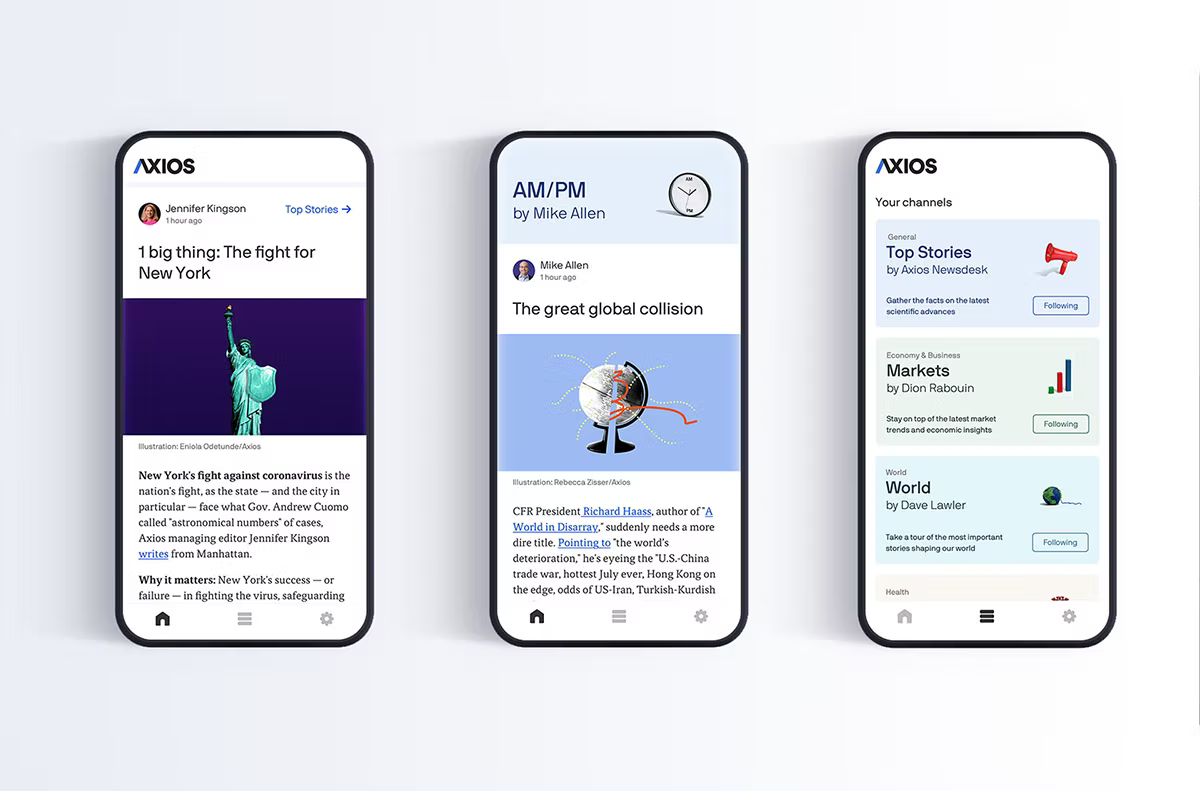 AXIOS
Jennifer Kingson
1 hour ago
Top Stories →
1 big thing: The fight for
New York
Illustration: Eniola Odetunde/Axios
New York's fight against coronavirus is the
nation's fight, as the state — and the city in
particular — face what Gov. Andrew Cuomo
called "astronomical numbers" of cases,
Axios managing editor Jennifer Kingson
writes from Manhattan.
Why it matters: New York's success — or
failure — in fighting the virus, safeguarding
AM/PM
by Mike Allen
AM
PM
Mike Allen
1 hour ago
The great global collision
Illustration: Rebecca Zisser/Axios
CFR President Richard Haass, author of "A
World in Disarray," suddenly needs a more
dire title. Pointing to "the world's
deterioration," he's eyeing the "U.S.-China
trade war, hottest July ever, Hong Kong on
the edge, odds of US-Iran, Turkish-Kurdish
AXIOS
Your channels
General
Top Stories
by Axios Newsdesk
Gather the facts on the latest
scientific advances
Following
Economy & Business
Markets
by Dion Rabouin
Stay on top of the latest market
trends and economic insights
Following
World
World
by Dave Lawler
Take a tour of the most important
stories shaping our world
Following
Health